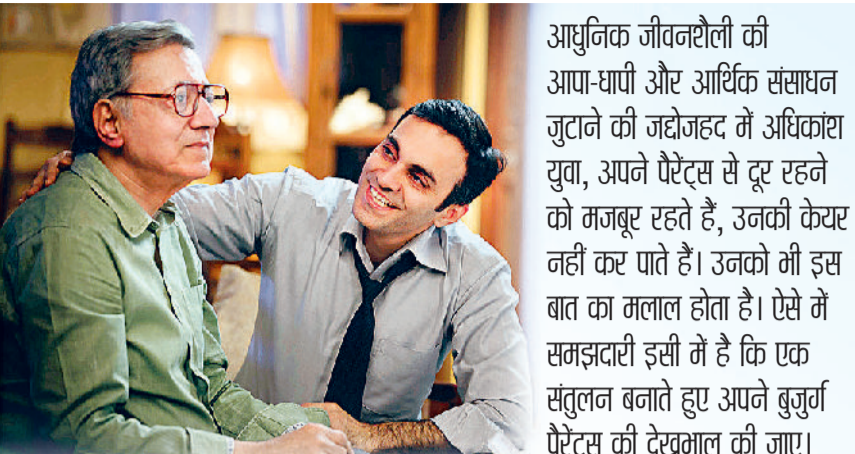 आधुनिक जीवनशैली की
आपा-धापी और आर्थिक संसाधन
जुटाने की जद्दोजहद में अधिकांश
युवा, अपने पैरेंट्स से दूर रहने
को मजबूर रहते हैं, उनकी केयर
नहीं कर पाते हैं। उनको भी इस
बात का मलाल होता है। ऐसे में
समझदारी इसी में है कि एक
संतुलन बनाते हुए अपने बुजुर्ग
पैरेंट्स की देखभाल की जाए।